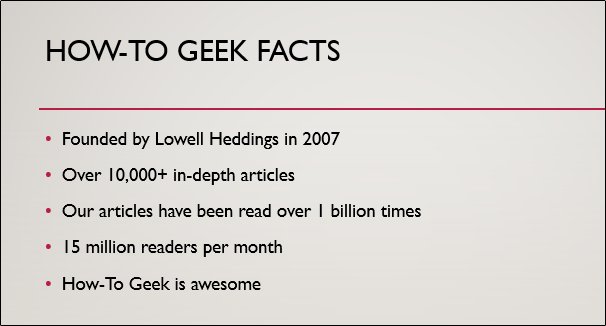 HOW-TO GEEK FACTS
• Founded by Lowell Heddings in 2007
• Over 10,000+ in-depth articles
• Our articles have been read over 1 billion times
• 15 million readers per month
• How-To Geek is awesome